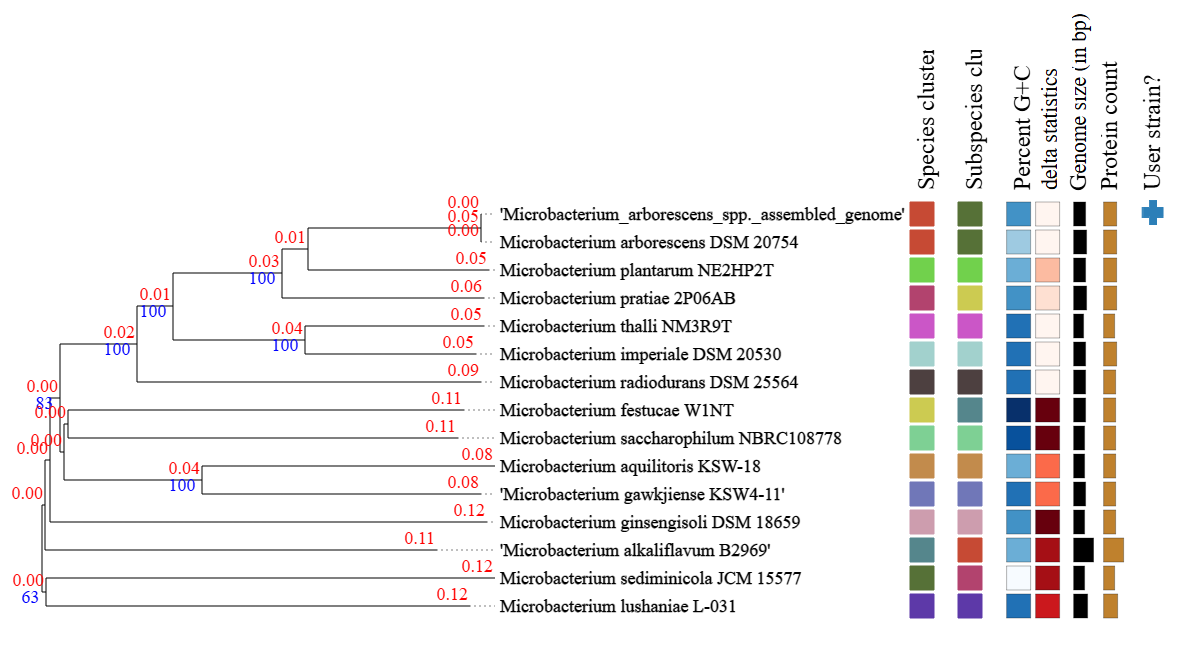 Species cluster
Subspecies clu
Percent G+C
delta statistics
Genome size (in bp)
Protein count
User strain?
0.00
0.05
0.00
'Microbacterium_arborescens_spp._assembled_genome'
Microbacterium arborescens DSM 20754
0.01
0.05
Microbacterium plantarum NE2HP2T
0.03
100
0.06
Microbacterium pratiae 2P06AB
0.01
100
0.05
Microbacterium thalli NM3R9T
0.04
100
0.05
Microbacterium imperiale DSM 20530
0.02
100
0.09
Microbacterium radiodurans DSM 25564
0.00
83
0.11
Microbacterium festucae W1NT
0.00
0.11
Microbacterium saccharophilum NBRC108778
0.00
0.00
0.08
Microbacterium aquilitoris KSW-18
0.04
100
0.08
'Microbacterium gawkjiense KSW4-11'
0.00
0.12
Microbacterium ginsengisoli DSM 18659
0.11
'Microbacterium alkaliflavum B2969'
0.12
Microbacterium sediminicola JCM 15577
0.00
63
0.12
Microbacterium lushaniae L-031